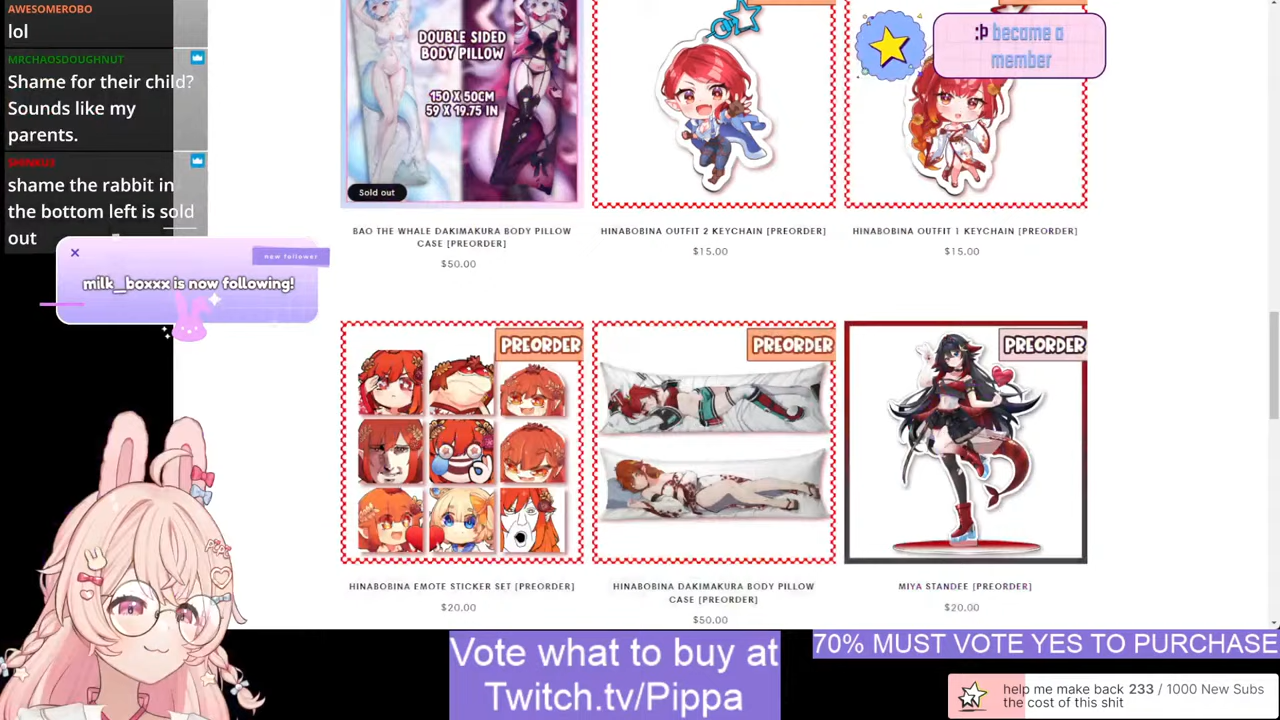 AWESOMEROBO
lol
MRCHAOSDOUGHNUT
Shame for their child?
Sounds like my
parents.
SHINKU3
shame the rabbit in
the bottom left is sold
out
new follower
milk_boxxx is now following!
DOUBLE SIDED
BODY PILLOW
150 X 50CM
59 X 19.75 IN
Sold out
BAO THE WHALE DAKIMAKURA BODY PILLOW
CASE [PREORDER]
$50.00
HINABOBINA OUTFIT 2 KEYCHAIN [PREORDER]
$15.00
:p become a
member
HINABOBINA OUTFIT 1 KEYCHAIN [PREORDER]
$15.00
PREORDER
HINABOBINA EMOTE STICKER SET [PREORDER]
$20.00
PREORDER
HINABOBINA DAKIMAKURA BODY PILLOW
CASE [PREORDER]
$50.00
PREORDER
MIYA STANDEE [PREORDER]
$20.00
Vote what to buy at
Twitch.tv/Pippa
70% MUST VOTE YES TO PURCHASE
help me make back 233 / 1000 New Subs
the cost of this shit